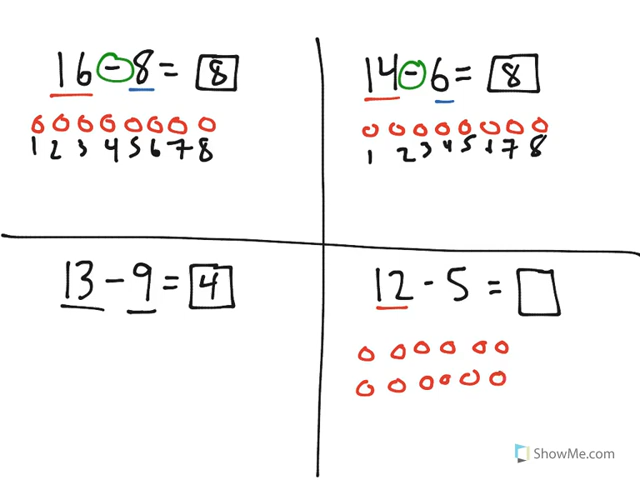 16 - 8 = 8
1 2 3 4 5 6 7 8
14 - 6 = 8
1 2 3 4 5 6 7 8
13 - 9 = 4
12 - 5 =
ShowMe.com